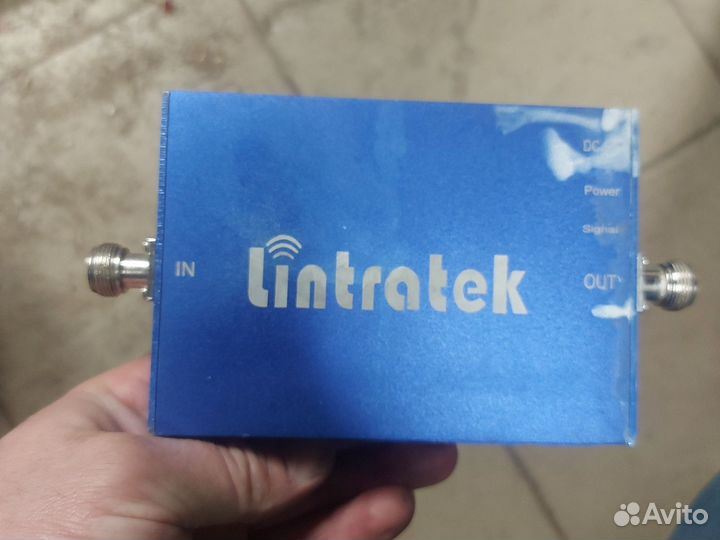 DC
Power
Signal
IN
Lintratek
OUT
Avito